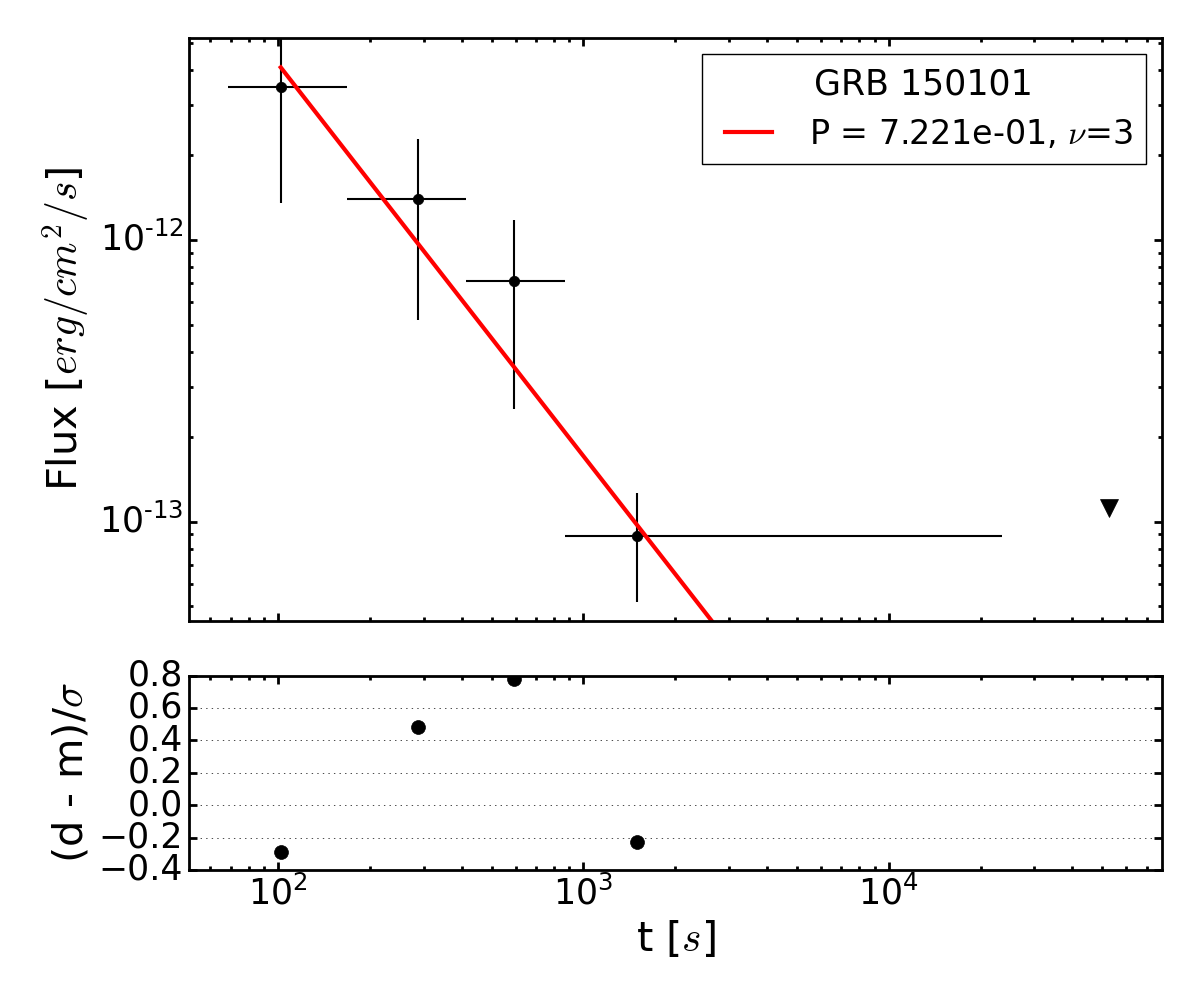 GRB 150101
P = 7.221e-01, ν=3
Flux [erg/cm²/s]
10⁻¹²
10⁻¹³
(d - m)/σ
0.8
0.6
0.4
0.2
0.0
−0.2
−0.4
10² 10³ 10⁴
t [s]